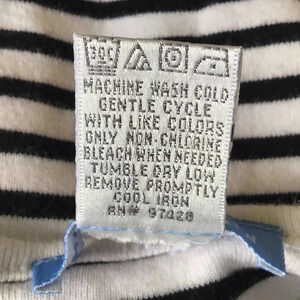 30C
MACHINE WASH COLD
GENTLE CYCLE
WITH LIKE COLORS
ONLY NON-CHLORINE
BLEACH WHEN NEEDED
TUMBLE DRY LOW
REMOVE PROMPTLY
COOL IRON
RN# 97428